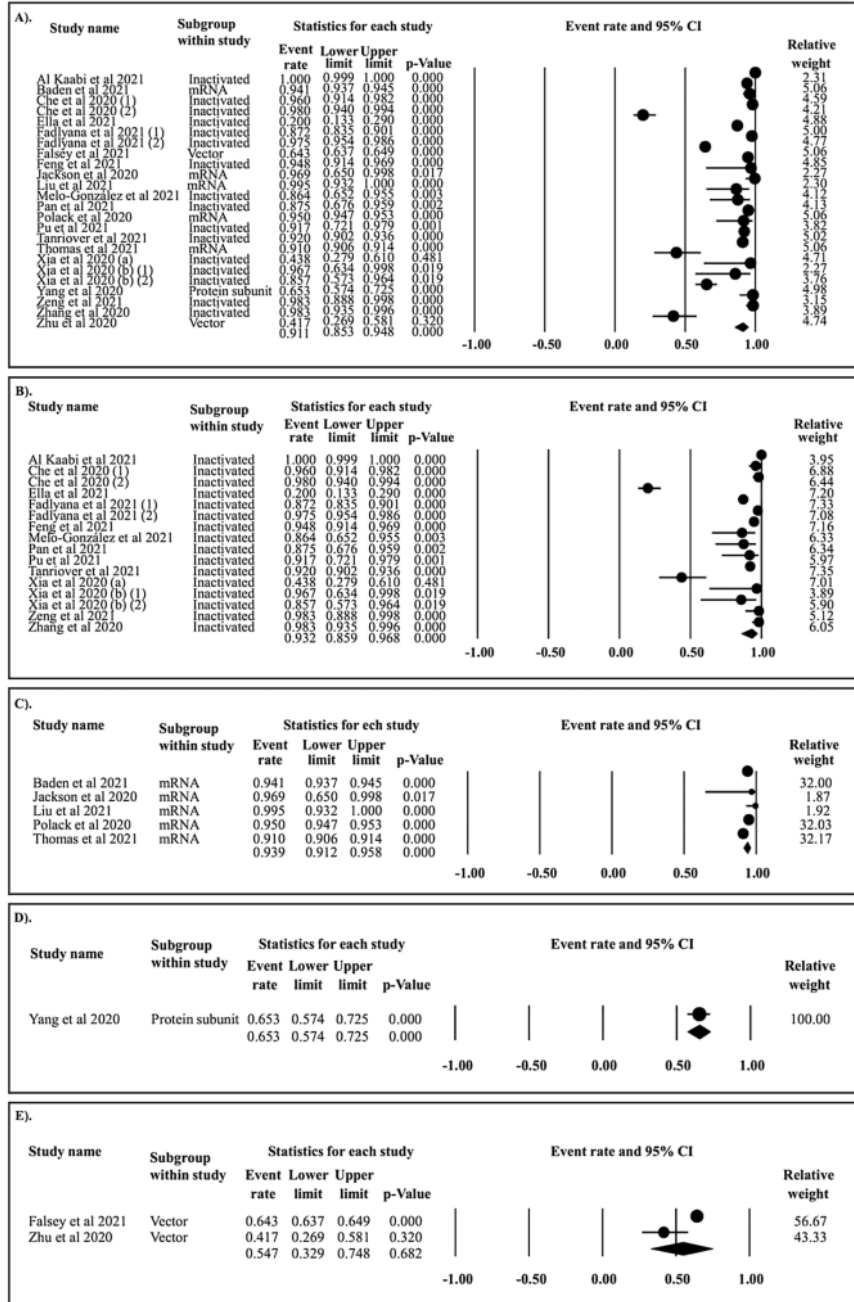 A).
Study name Subgroup within study Statistics for each study Event rate and 95% CI
Event rate Lower limit Upper limit p-Value Relative weight
Al Kaabi et al 2021 Inactivated 1.000 0.999 1.000 0.000 2.31
Baden et al 2021 mRNA 0.941 0.937 0.945 0.000 5.06
Che et al 2020 (1) Inactivated 0.960 0.914 0.982 0.000 4.59
Che et al 2020 (2) Inactivated 0.980 0.940 0.994 0.000 4.21
Ella et al 2021 Inactivated 0.200 0.133 0.290 0.000 4.88
Fadlyana et al 2021 (1) Inactivated 0.872 0.835 0.901 0.000 5.00
Fadlyana et al 2021 (2) Inactivated 0.975 0.954 0.986 0.000 4.77
Falsey et al 2021 Vector 0.643 0.637 0.649 0.000 5.06
Feng et al 2021 Inactivated 0.948 0.914 0.969 0.000 4.85
Jackson et al 2020 mRNA 0.969 0.650 0.998 0.017 2.27
Liu et al 2021 mRNA 0.995 0.932 1.000 0.000 2.30
Melo-González et al 2021 Inactivated 0.864 0.652 0.955 0.003 4.12
Pan et al 2021 Inactivated 0.875 0.676 0.959 0.002 4.13
Polack et al 2020 mRNA 0.950 0.947 0.953 0.000 5.06
Pu et al 2021 Inactivated 0.917 0.721 0.979 0.001 3.82
Tanriover et al 2021 Inactivated 0.920 0.902 0.936 0.000 5.02
Thomas et al 2021 mRNA 0.910 0.906 0.914 0.000 5.06
Xia et al 2020 (a) Inactivated 0.438 0.279 0.610 0.481 4.71
Xia et al 2020 (b) (1) Inactivated 0.967 0.634 0.998 0.019 2.27
Xia et al 2020 (b) (2) Inactivated 0.857 0.573 0.964 0.019 3.76
Yang et al 2020 Protein subunit 0.653 0.574 0.725 0.000 4.98
Zeng et al 2021 Inactivated 0.983 0.888 0.998 0.000 3.15
Zhang et al 2020 Inactivated 0.983 0.935 0.996 0.000 3.89
Zhu et al 2020 Vector 0.417 0.269 0.581 0.320 4.74
0.911 0.853 0.948 0.000
-1.00 -0.50 0.00 0.50 1.00
B).
Study name Subgroup within study Statistics for each study Event rate and 95% CI
Event rate Lower limit Upper limit p-Value Relative weight
Al Kaabi et al 2021 Inactivated 1.000 0.999 1.000 0.000 3.95
Che et al 2020 (1) Inactivated 0.960 0.914 0.982 0.000 6.88
Che et al 2020 (2) Inactivated 0.980 0.940 0.994 0.000 6.44
Ella et al 2021 Inactivated 0.200 0.133 0.290 0.000 7.20
Fadlyana et al 2021 (1) Inactivated 0.872 0.835 0.901 0.000 7.33
Fadlyana et al 2021 (2) Inactivated 0.975 0.954 0.986 0.000 7.08
Feng et al 2021 Inactivated 0.948 0.914 0.969 0.000 7.16
Melo-González et al 2021 Inactivated 0.864 0.652 0.955 0.003 6.33
Pan et al 2021 Inactivated 0.875 0.676 0.959 0.002 6.34
Pu et al 2021 Inactivated 0.917 0.721 0.979 0.001 5.97
Tanriover et al 2021 Inactivated 0.920 0.902 0.936 0.000 7.35
Xia et al 2020 (a) Inactivated 0.438 0.279 0.610 0.481 7.01
Xia et al 2020 (b) (1) Inactivated 0.967 0.634 0.998 0.019 3.89
Xia et al 2020 (b) (2) Inactivated 0.857 0.573 0.964 0.019 5.90
Zeng et al 2021 Inactivated 0.983 0.888 0.998 0.000 5.12
Zhang et al 2020 Inactivated 0.983 0.935 0.996 0.000 6.05
0.932 0.859 0.968 0.000
-1.00 -0.50 0.00 0.50 1.00
C).
Study name Subgroup within study Statistics for ech study Event rate and 95% CI
Event rate Lower limit Upper limit p-Value Relative weight
Baden et al 2021 mRNA 0.941 0.937 0.945 0.000 32.00
Jackson et al 2020 mRNA 0.969 0.650 0.998 0.017 1.87
Liu et al 2021 mRNA 0.995 0.932 1.000 0.000 1.92
Polack et al 2020 mRNA 0.950 0.947 0.953 0.000 32.03
Thomas et al 2021 mRNA 0.910 0.906 0.914 0.000 32.17
0.939 0.912 0.958 0.000
-1.00 -0.50 0.00 0.50 1.00
D).
Study name Subgroup within study Statistics for each study Event rate and 95% CI
Event rate Lower limit Upper limit p-Value Relative weight
Yang et al 2020 Protein subunit 0.653 0.574 0.725 0.000 100.00
0.653 0.574 0.725 0.000
-1.00 -0.50 0.00 0.50 1.00
E).
Study name Subgroup within study Statistics for each study Event rate and 95% CI
Event rate Lower limit Upper limit p-Value Relative weight
Falsey et al 2021 Vector 0.643 0.637 0.649 0.000 56.67
Zhu et al 2020 Vector 0.417 0.269 0.581 0.320 43.33
0.547 0.329 0.748 0.682
-1.00 -0.50 0.00 0.50 1.00